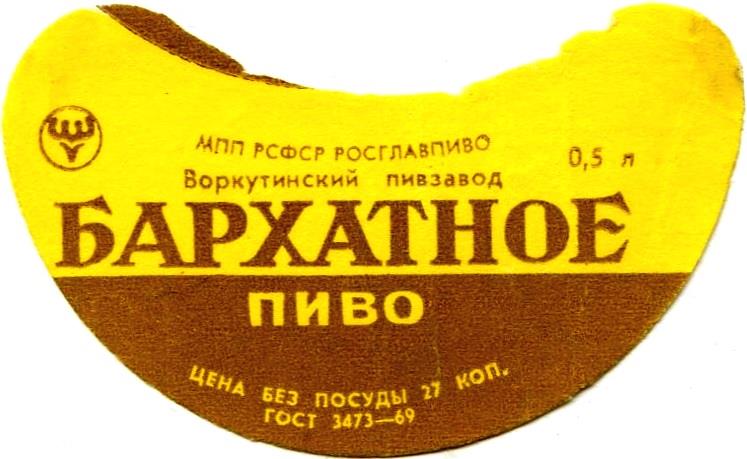 МПП РСФСР РОСГЛАВПИВО
0,5 л
Воркутинский пивзавод
БАРХАТНОЕ
ПИВО
ЦЕНА БЕЗ ПОСУДЫ 27 КОП.
ГОСТ 3473—69